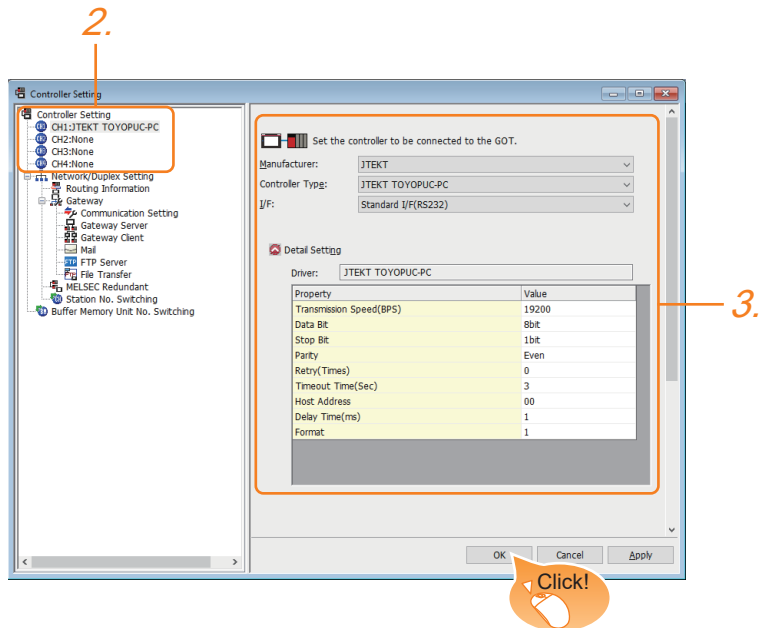 2.
Controller Setting
Controller Setting
CH1:JTEKT TOYOPUC-PC
CH2:None
CH3:None
CH4:None
Network/Duplex Setting
Routing Information
Gateway
Communication Setting
Gateway Server
Gateway Client
Mail
FTP FTP Server
File Transfer
MELSEC Redundant
Station No. Switching
Buffer Memory Unit No. Switching
Set the controller to be connected to the GOT.
Manufacturer: JTEKT
Controller Type: JTEKT TOYOPUC-PC
I/F: Standard I/F(RS232)
Detail Setting
Driver: JTEKT TOYOPUC-PC
Property Value
Transmission Speed(BPS) 19200
Data Bit 8bit
Stop Bit 1bit
Parity Even
Retry(Times) 0
Timeout Time(Sec) 3
Host Address 00
Delay Time(ms) 1
Format 1
3.
OK Cancel Apply
Click!